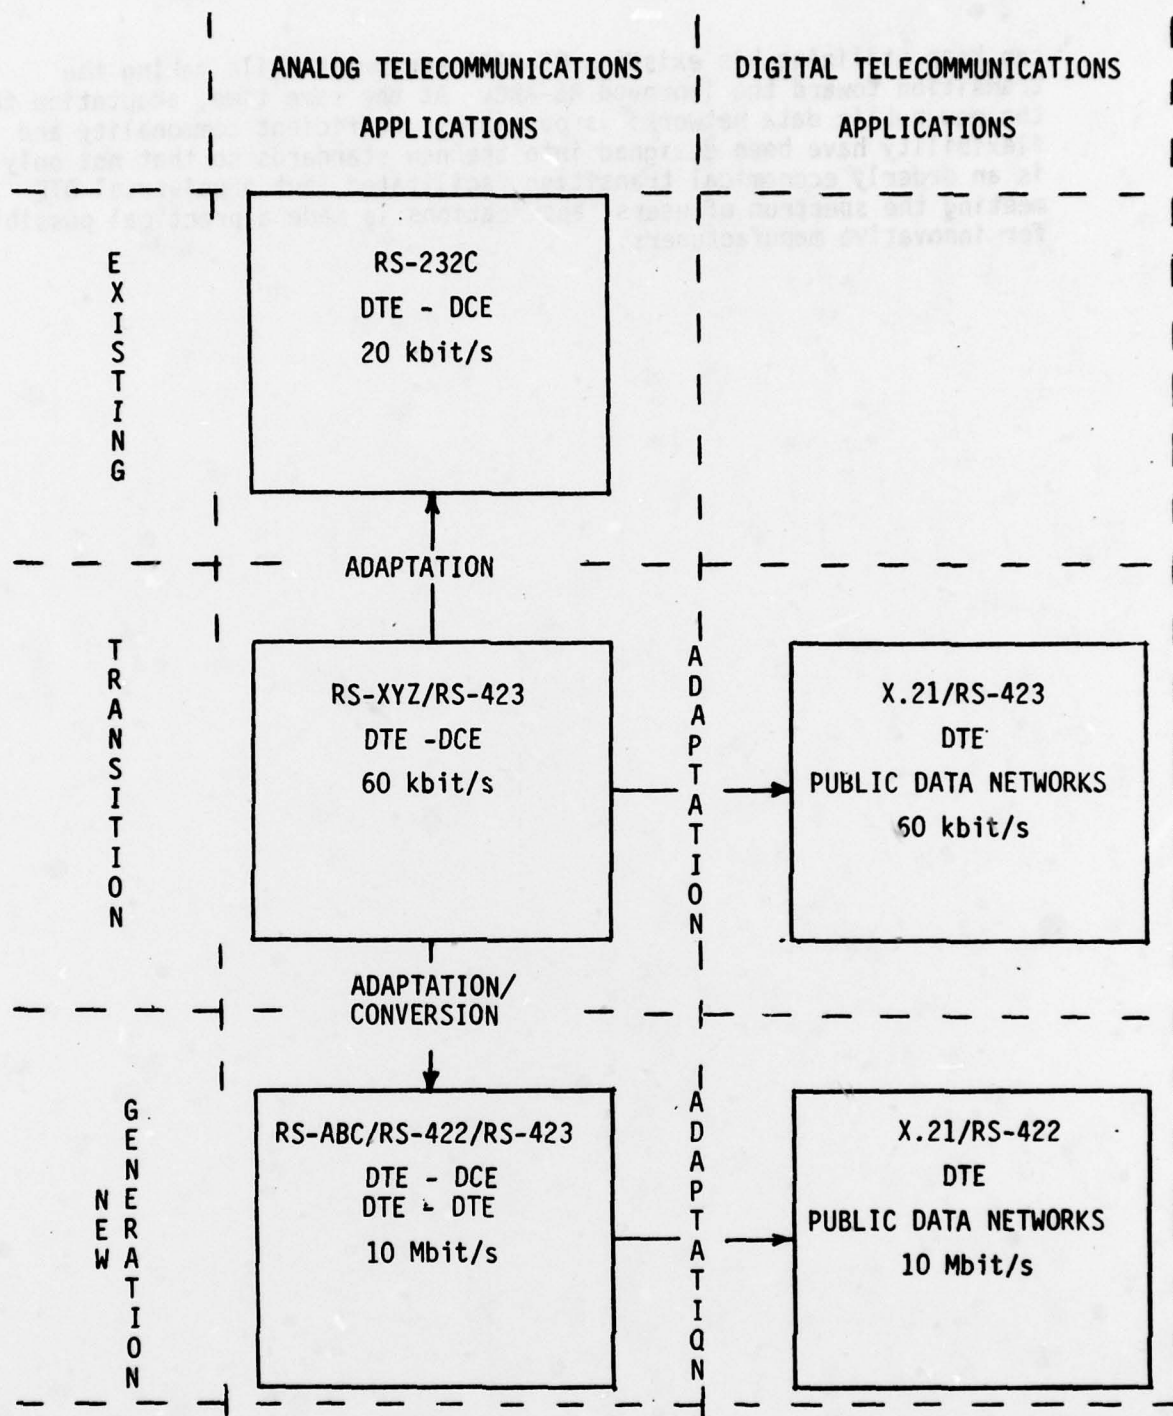 ANALOG TELECOMMUNICATIONS
APPLICATIONS
DIGITAL TELECOMMUNICATIONS
APPLICATIONS
EXISTING
RS-232C
DTE - DCE
20 kbit/s
ADAPTATION
TRANSITION
RS-XYZ/RS-423
DTE -DCE
60 kbit/s
ADAPTATION
X.21/RS-423
DTE
PUBLIC DATA NETWORKS
60 kbit/s
ADAPTATION/
CONVERSION
NEW
GENERATION
RS-ABC/RS-422/RS-423
DTE - DCE
DTE - DTE
10 Mbit/s
ADAPTATION
X.21/RS-422
DTE
PUBLIC DATA NETWORKS
10 Mbit/s